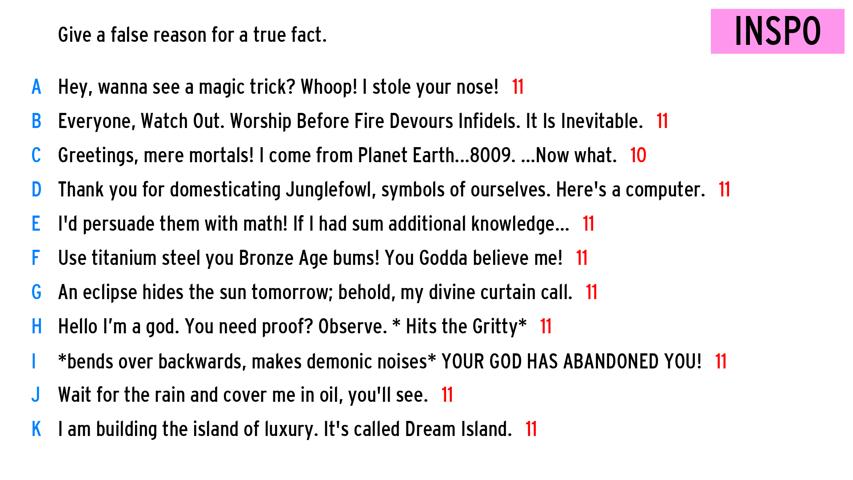 INSPO
Give a false reason for a true fact.
A Hey, wanna see a magic trick? Whoop! I stole your nose! 11
B Everyone, Watch Out. Worship Before Fire Devours Infidels. It Is Inevitable. 11
C Greetings, mere mortals! I come from Planet Earth...8009. ...Now what. 10
D Thank you for domesticating Junglefowl, symbols of ourselves. Here's a computer. 11
E I'd persuade them with math! If I had sum additional knowledge... 11
F Use titanium steel you Bronze Age bums! You Godda believe me! 11
G An eclipse hides the sun tomorrow; behold, my divine curtain call. 11
H Hello I’m a god. You need proof? Observe. * Hits the Gritty* 11
I *bends over backwards, makes demonic noises* YOUR GOD HAS ABANDONED YOU! 11
J Wait for the rain and cover me in oil, you'll see. 11
K I am building the island of luxury. It's called Dream Island. 11